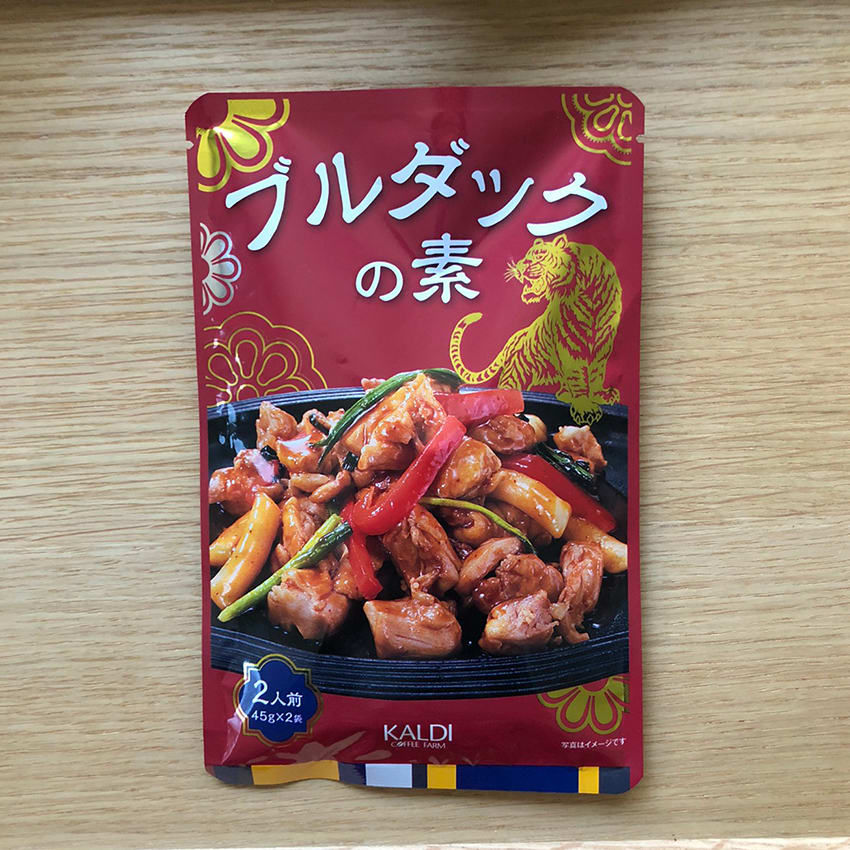 ブルダック
の素
2人前
45g×2袋
KALDI
COFFEE FARM
写真はイメージです